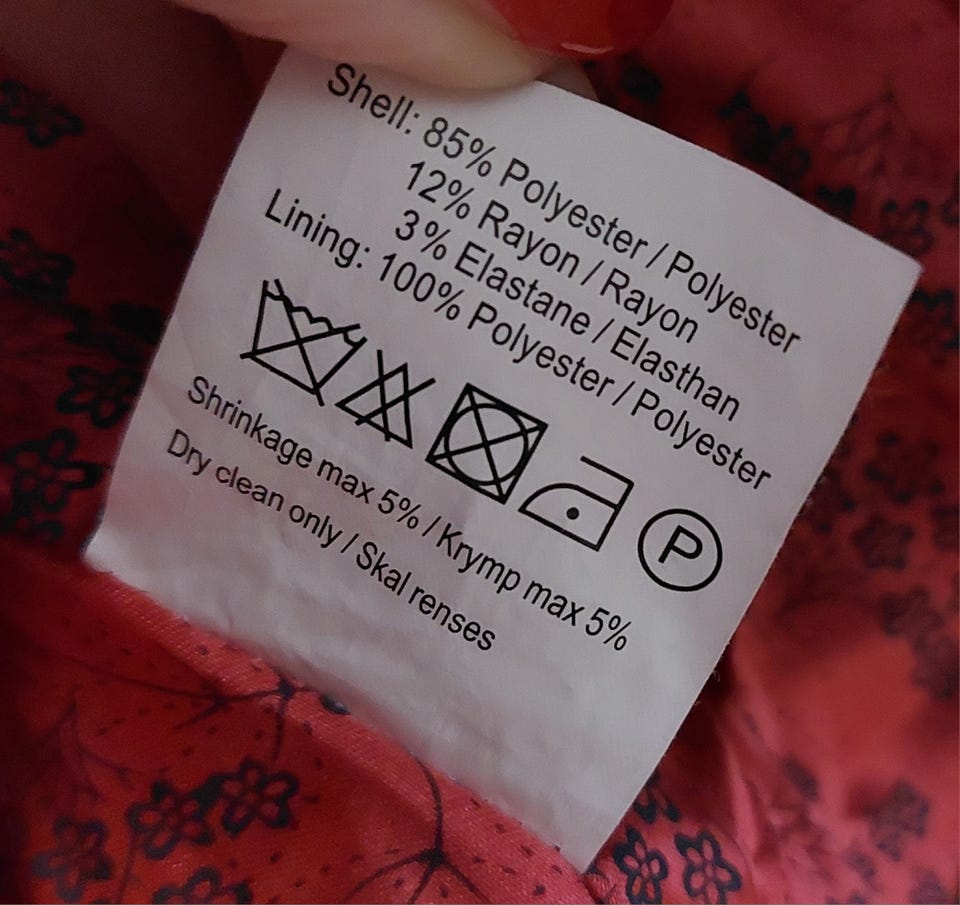 Shell: 85% Polyester / Polyester
12% Rayon / Rayon
3% Elastane / Elasthan
Lining: 100% Polyester / Polyester
P
Shrinkage max 5% / Krymp max 5%
Dry clean only / Skal renses